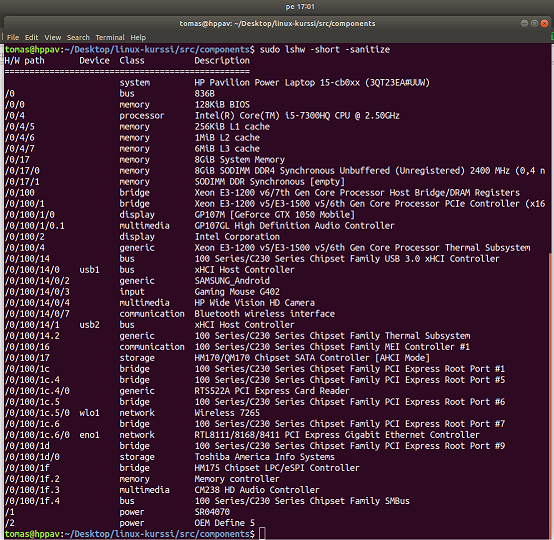 pe 17:01
tomas@hppav: ~/Desktop/linux-kurssi/src/components
File Edit View Search Terminal Help
tomas@hppav:~/Desktop/linux-kurssi/src/components$ sudo lshw -short -sanitize
H/W path Device Class Description
================================================
system HP Pavilion Power Laptop 15-cb0xx (3QT23EA#UUW)
/0 bus 836B
/0/0 memory 128KiB BIOS
/0/4 processor Intel(R) Core(TM) i5-7300HQ CPU @ 2.50GHz
/0/4/5 memory 256KiB L1 cache
/0/4/6 memory 1MiB L2 cache
/0/4/7 memory 6MiB L3 cache
/0/17 memory 8GiB System Memory
/0/17/0 memory 8GiB SODIMM DDR4 Synchronous Unbuffered (Unregistered) 2400 MHz (0,4 n
/0/17/1 memory SODIMM DDR Synchronous [empty]
/0/100 bridge Xeon E3-1200 v6/7th Gen Core Processor Host Bridge/DRAM Registers
/0/100/1 bridge Xeon E3-1200 v5/E3-1500 v5/6th Gen Core Processor PCIe Controller (x16
/0/100/1/0 display GP107M [GeForce GTX 1050 Mobile]
/0/100/1/0.1 multimedia GP107GL High Definition Audio Controller
/0/100/2 display Intel Corporation
/0/100/4 generic Xeon E3-1200 v5/E3-1500 v5/6th Gen Core Processor Thermal Subsystem
/0/100/14 bus 100 Series/C230 Series Chipset Family USB 3.0 xHCI Controller
/0/100/14/0 usb1 bus xHCI Host Controller
/0/100/14/0/2 generic SAMSUNG_Android
/0/100/14/0/3 input Gaming Mouse G402
/0/100/14/0/4 multimedia HP Wide Vision HD Camera
/0/100/14/0/7 communication Bluetooth wireless interface
/0/100/14/1 usb2 bus xHCI Host Controller
/0/100/14.2 generic 100 Series/C230 Series Chipset Family Thermal Subsystem
/0/100/16 communication 100 Series/C230 Series Chipset Family MEI Controller #1
/0/100/17 storage HM170/QM170 Chipset SATA Controller [AHCI Mode]
/0/100/1c bridge 100 Series/C230 Series Chipset Family PCI Express Root Port #1
/0/100/1c.4 bridge 100 Series/C230 Series Chipset Family PCI Express Root Port #5
/0/100/1c.4/0 generic RTS522A PCI Express Card Reader
/0/100/1c.5 bridge 100 Series/C230 Series Chipset Family PCI Express Root Port #6
/0/100/1c.5/0 wlo1 network Wireless 7265
/0/100/1c.6 bridge 100 Series/C230 Series Chipset Family PCI Express Root Port #7
/0/100/1c.6/0 eno1 network RTL8111/8168/8411 PCI Express Gigabit Ethernet Controller
/0/100/1d bridge 100 Series/C230 Series Chipset Family PCI Express Root Port #9
/0/100/1d/0 storage Toshiba America Info Systems
/0/100/1f bridge HM175 Chipset LPC/eSPI Controller
/0/100/1f.2 memory Memory controller
/0/100/1f.3 multimedia CM238 HD Audio Controller
/0/100/1f.4 bus 100 Series/C230 Series Chipset Family SMBus
/1 power SR04070
/2 power OEM Define 5
tomas@hppav:~/Desktop/linux-kurssi/src/components$